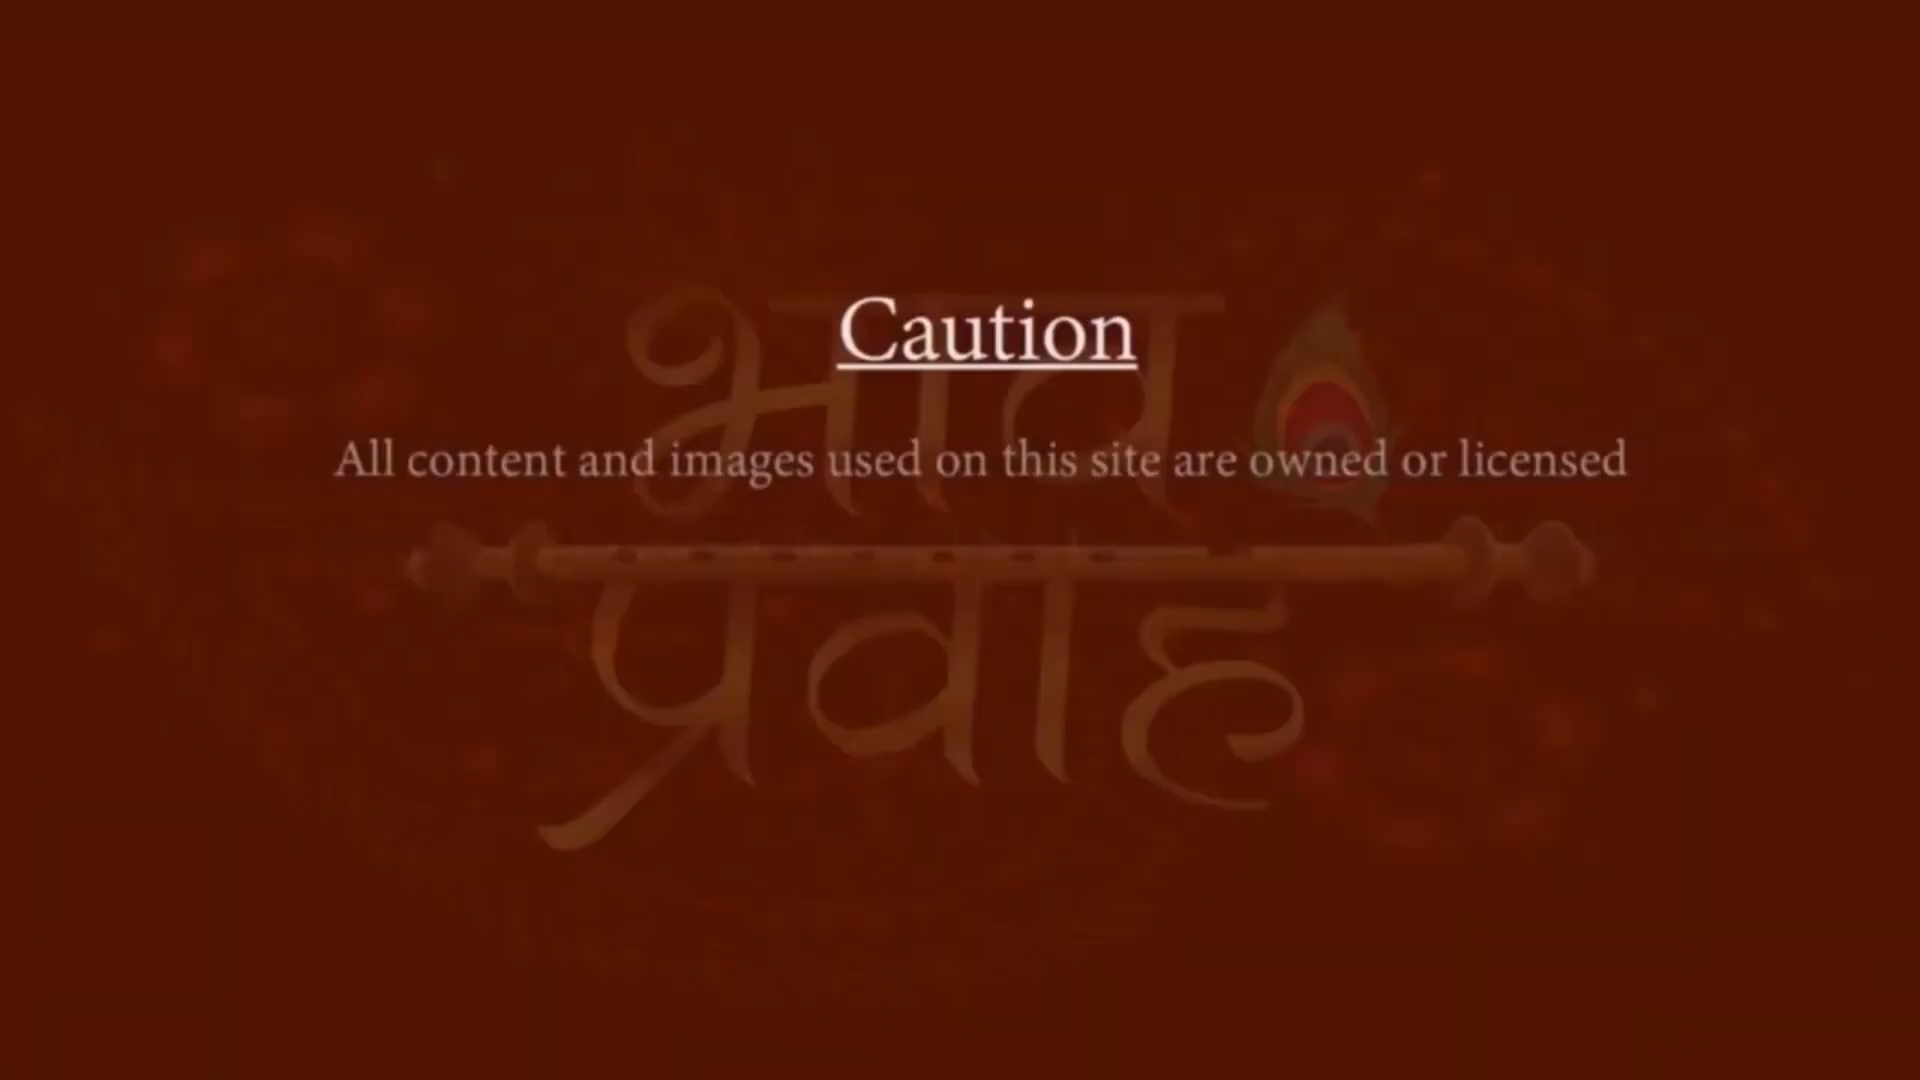 Caution
All content and images used on this site are owned or licensed
भाव
प्रवाह